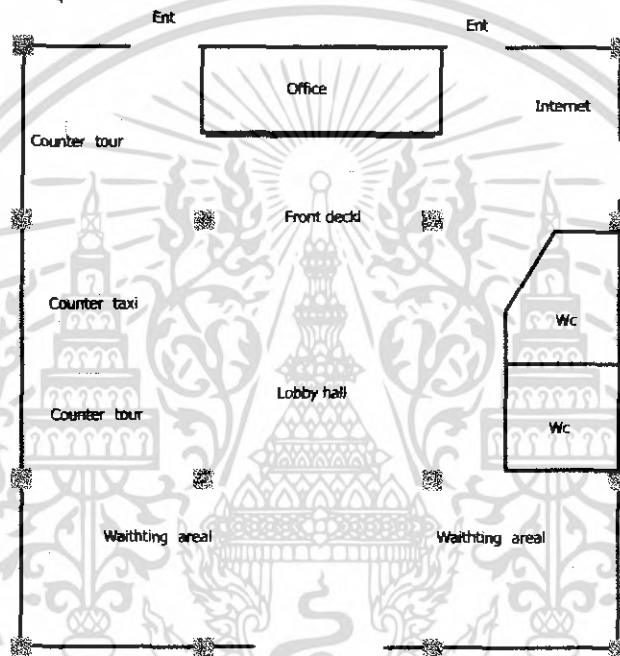 Ent
Ent
Office
Internet
Counter tour
Front deckl
Counter taxi
Wc
Lobby hall
Counter tour
Wc
Waithting areal
Waithting areal